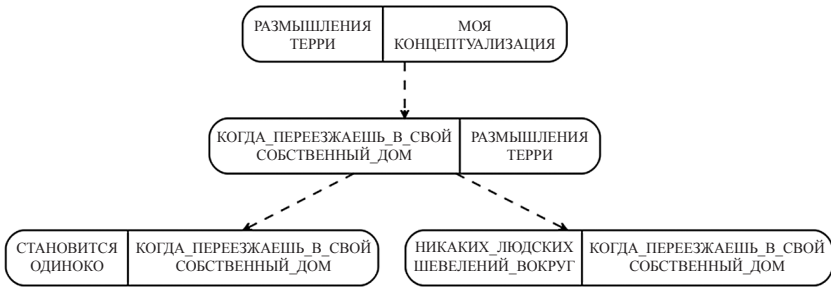 РАЗМЫШЛЕНИЯ
ТЕРРИ
МОЯ
КОНЦЕПТУАЛИЗАЦИЯ
КОГДА_ПЕРЕЕЗЖАЕШЬ_В_СВОЙ
СОБСТВЕННЫЙ_ДОМ
РАЗМЫШЛЕНИЯ
ТЕРРИ
СТАНОВИТСЯ
ОДИНОКО
КОГДА_ПЕРЕЕЗЖАЕШЬ_В_СВОЙ
СОБСТВЕННЫЙ_ДОМ
НИКАКИХ_ЛЮДСКИХ
ШЕВЕЛЕНИЙ_ВОКРУГ
КОГДА_ПЕРЕЕЗЖАЕШЬ_В_СВОЙ
СОБСТВЕННЫЙ_ДОМ